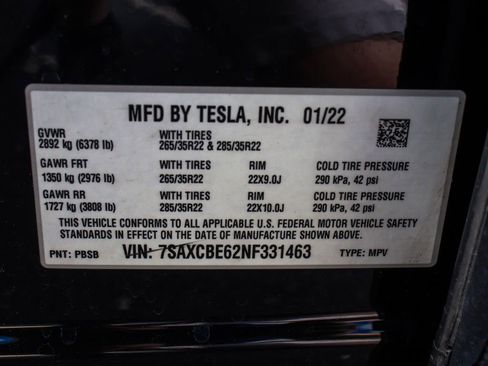 MFD BY TESLA, INC. 01/22
GVWR WITH TIRES
2892 kg (6378 lb) 265/35R22 & 285/35R22
GAWR FRT WITH TIRES RIM COLD TIRE PRESSURE
1350 kg (2976 lb) 265/35R22 22X9.0J 290 kPa, 42 psi
GAWR RR WITH TIRES RIM COLD TIRE PRESSURE
1727 kg (3808 lb) 285/35R22 22X10.0J 290 kPa, 42 psi
THIS VEHICLE CONFORMS TO ALL APPLICABLE U.S. FEDERAL MOTOR VEHICLE SAFETY
STANDARDS IN EFFECT ON THE DATE OF MANUFACTURE SHOWN ABOVE.
PNT: PBSB VIN: 7SAXCBE62NF331463 TYPE: MPV